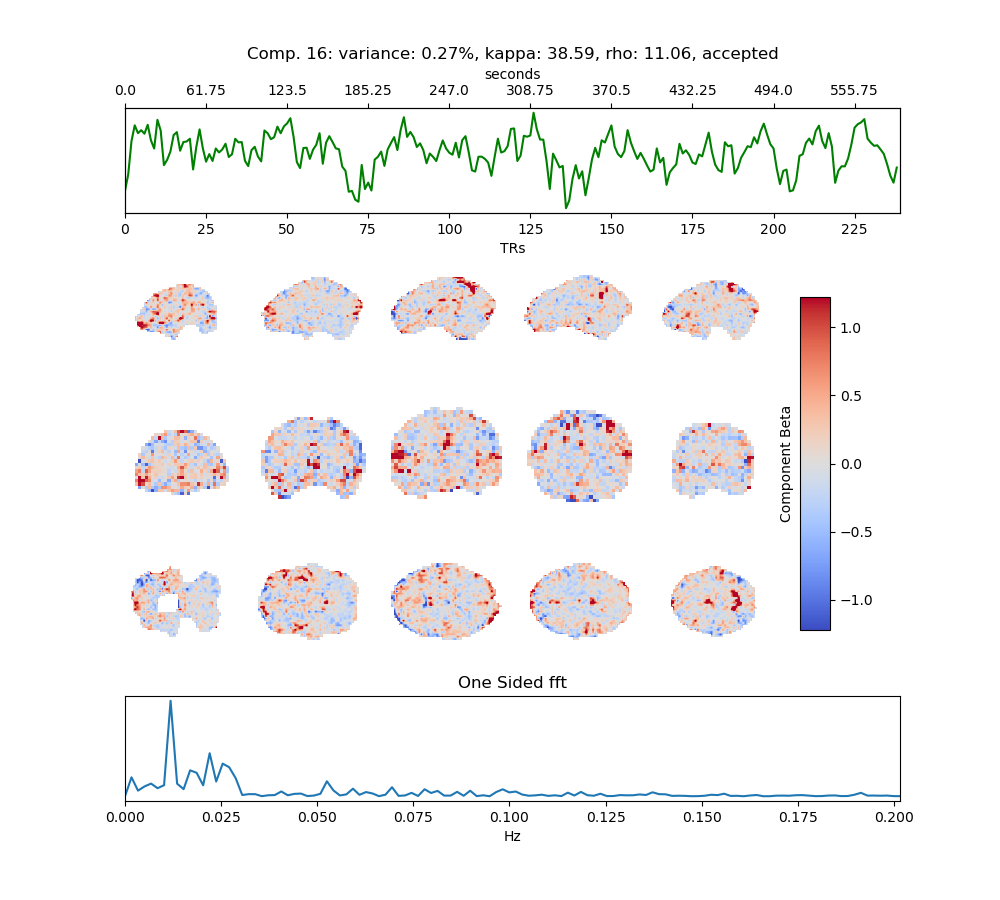 Comp. 16: variance: 0.27%, kappa: 38.59, rho: 11.06, accepted
seconds
0.0 61.75 123.5 185.25 247.0 308.75 370.5 432.25 494.0 555.75
0 25 50 75 100 125 150 175 200 225
TRs
1.0
0.5
0.0
−0.5
−1.0
Component Beta
One Sided fft
0.000 0.025 0.050 0.075 0.100 0.125 0.150 0.175 0.200
Hz